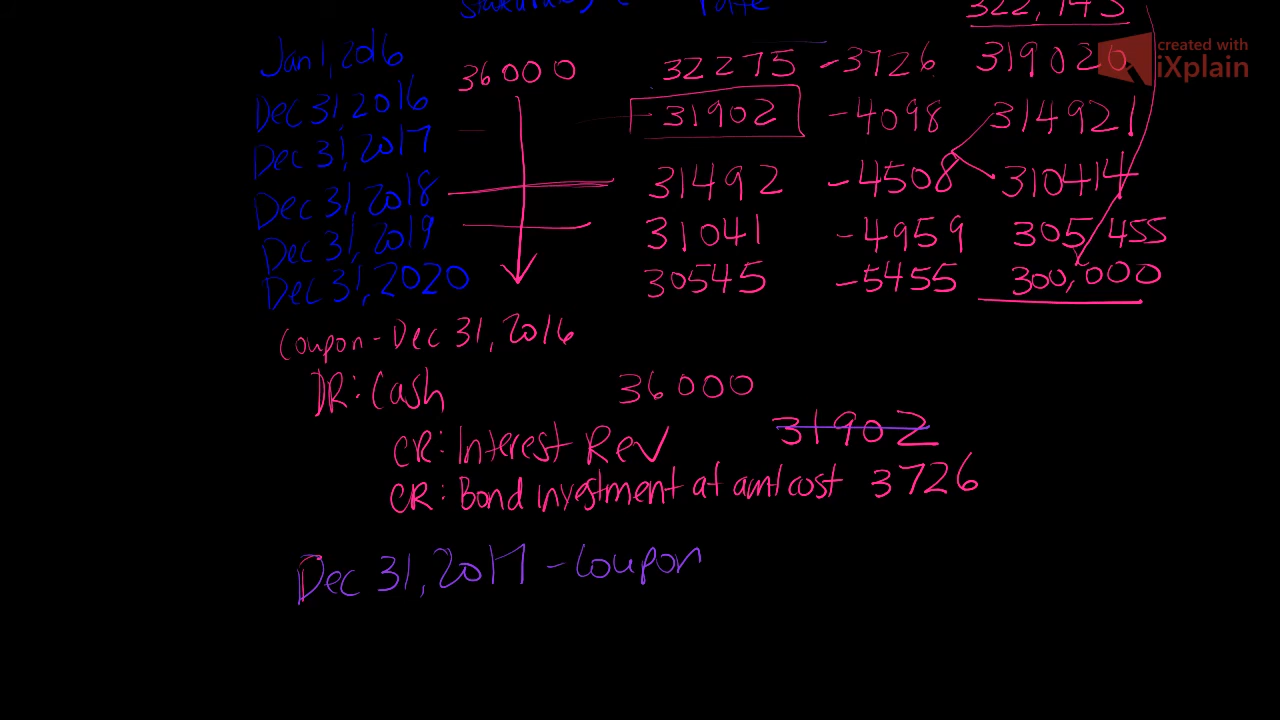 322,745
Jan 1, 2016 36000 32275 -3726 319020
created with
iXplain
Dec 31, 2016 31902 -4098 314921
Dec 31, 2017
Dec 31, 2018 31492 -4508 310414
Dec 31, 2019 31041 -4959 305455
Dec 31, 2020 30545 -5455 300,000
Coupon - Dec 31, 2016
DR: Cash 36000
CR: Interest Rev 31902
CR: Bond investment at amt cost 3726
Dec 31, 2017 - Coupon